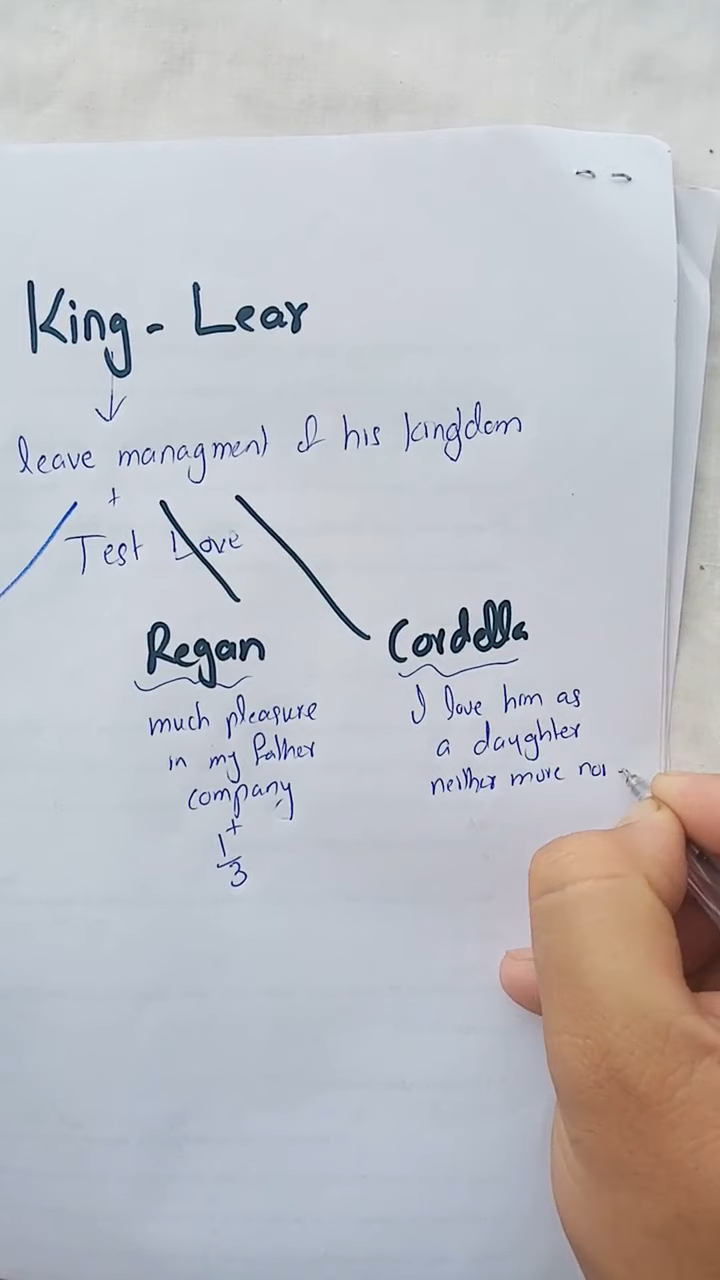 King - Lear
↓
leave managment of his kingdom
+
Test Love
Regan
much pleasure
in my father
company
+
1/3
Cordella
I love him as
a daughter
neither more nor